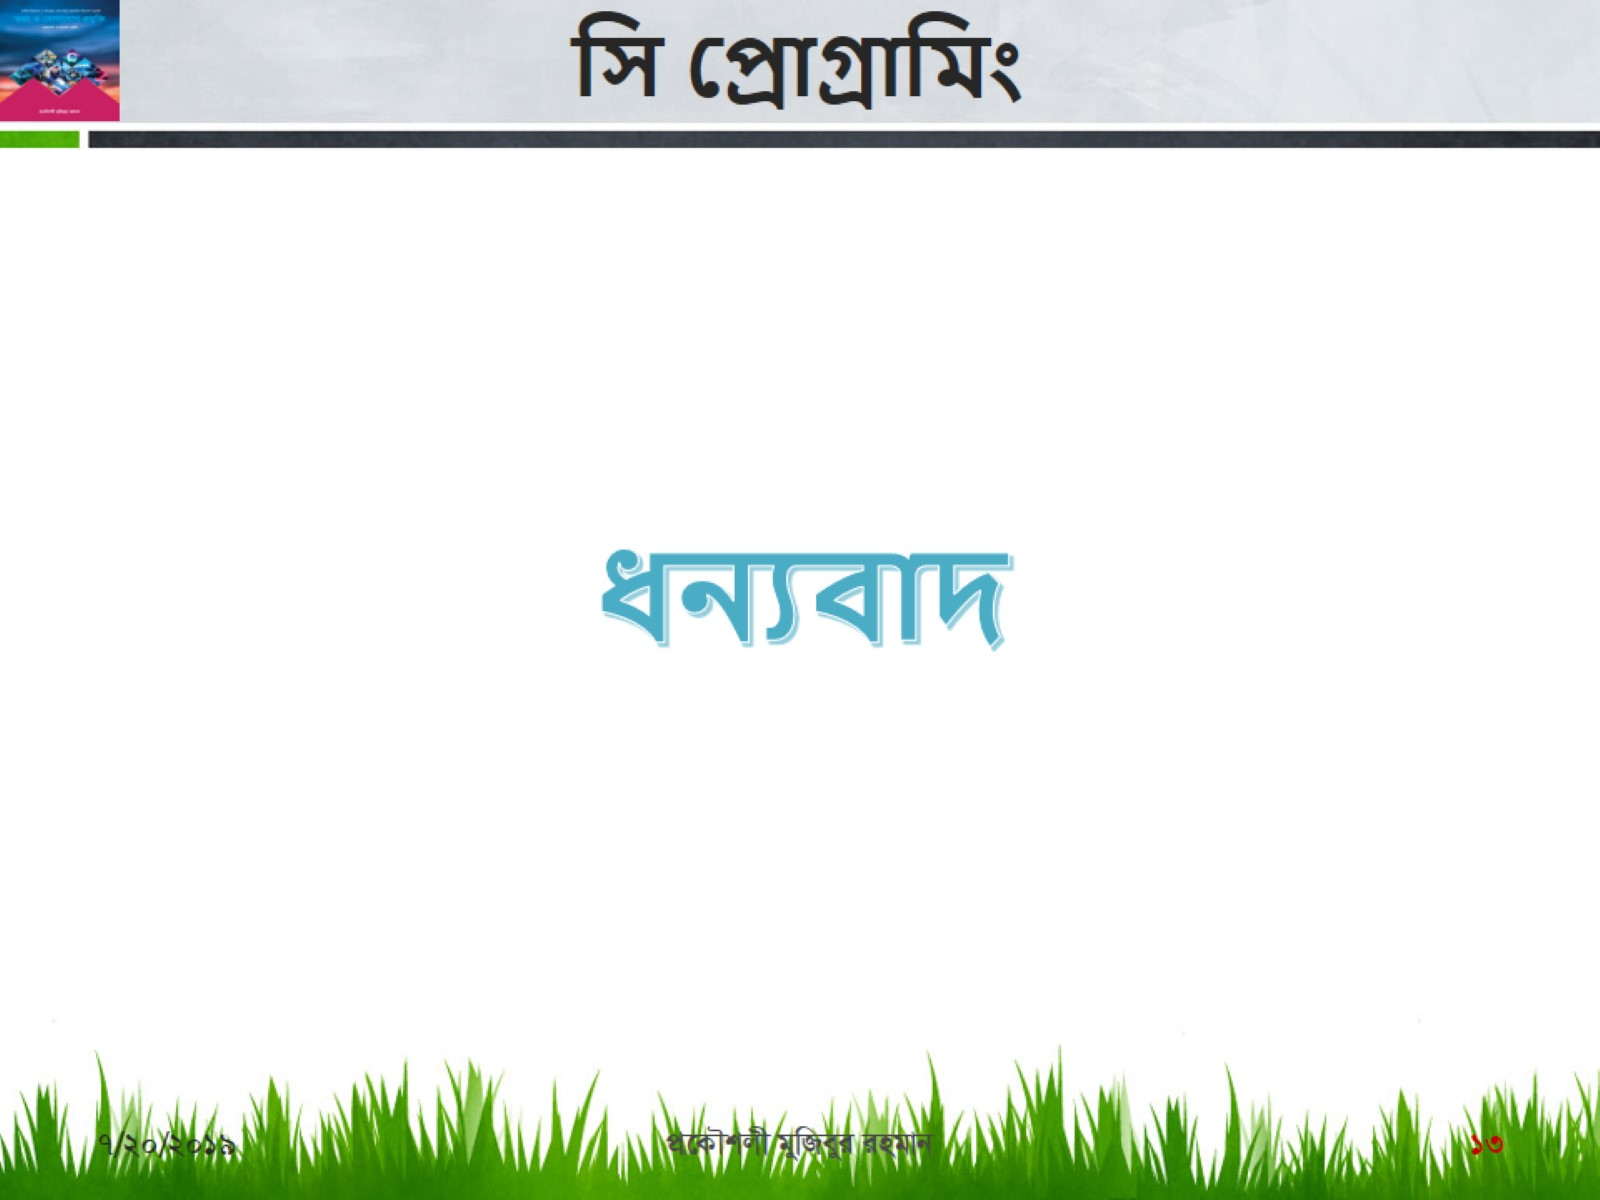 সি প্রোগ্রামিং
ধন্যবাদ
৭/২০/২০১৯
প্রকৌশলী মুজিবুর রহমান
১৩